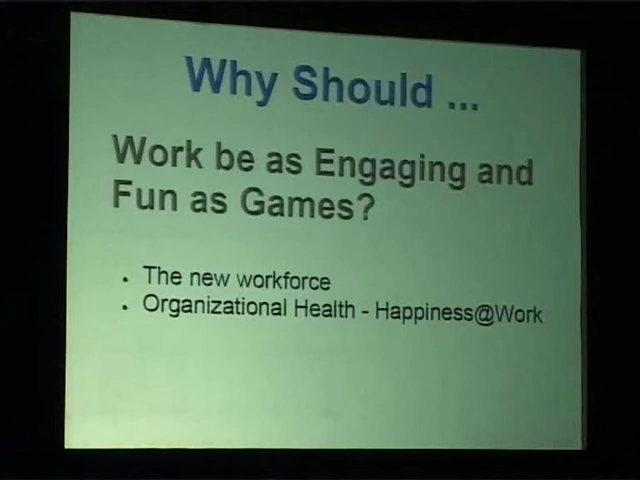 Why Should ...
Work be as Engaging and
Fun as Games?
• The new workforce
• Organizational Health - Happiness@Work